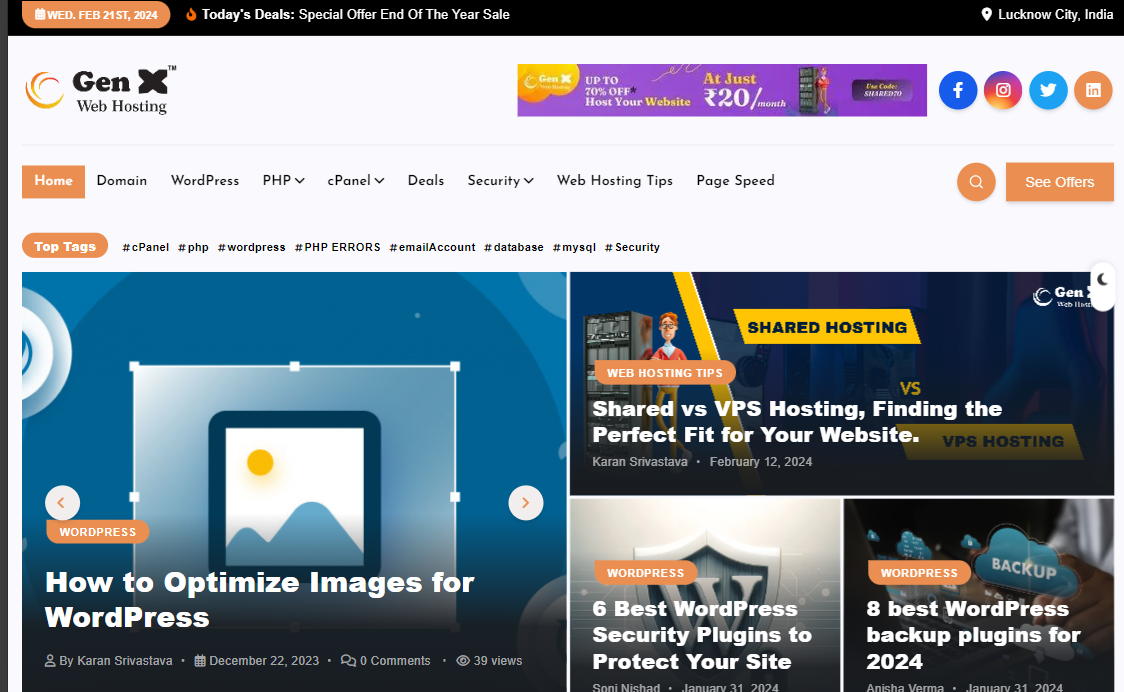 WED. FEB 21ST, 2024
Today's Deals: Special Offer End Of The Year Sale
Lucknow City, India
Gen X™
Web Hosting
Gen X
Web Hosting
UP TO
70% OFF*
Host Your Website
At Just
₹20/month
Use Code:
SHARED70
Home Domain WordPress PHP cPanel Deals Security Web Hosting Tips Page Speed
See Offers
Top Tags #cPanel #php #wordpress #PHP ERRORS #emailAccount #database #mysql #Security
WORDPRESS
How to Optimize Images for
WordPress
By Karan Srivastava • December 22, 2023 • 0 Comments • 39 views
Gen
Web Host
SHARED HOSTING
VS
VPS HOSTING
WEB HOSTING TIPS
Shared vs VPS Hosting, Finding the
Perfect Fit for Your Website.
Karan Srivastava • February 12, 2024
WORDPRESS
6 Best WordPress
Security Plugins to
Protect Your Site
Soni Nishad • January 31, 2024
BACKUP
WORDPRESS
8 best WordPress
backup plugins for
2024
Anisha Verma • January 31, 2024